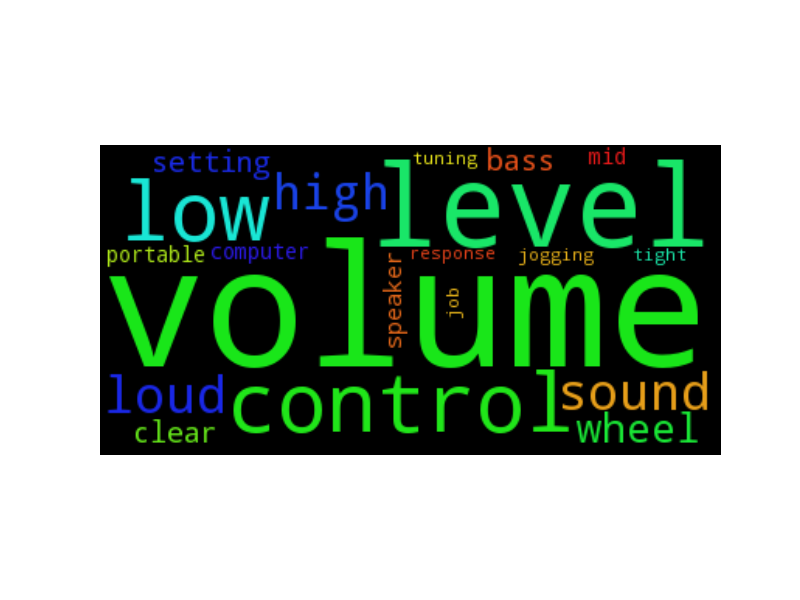 setting tuning bass mid
low high level
portable computer response jogging tight
volume speaker job
loud control sound
clear wheel